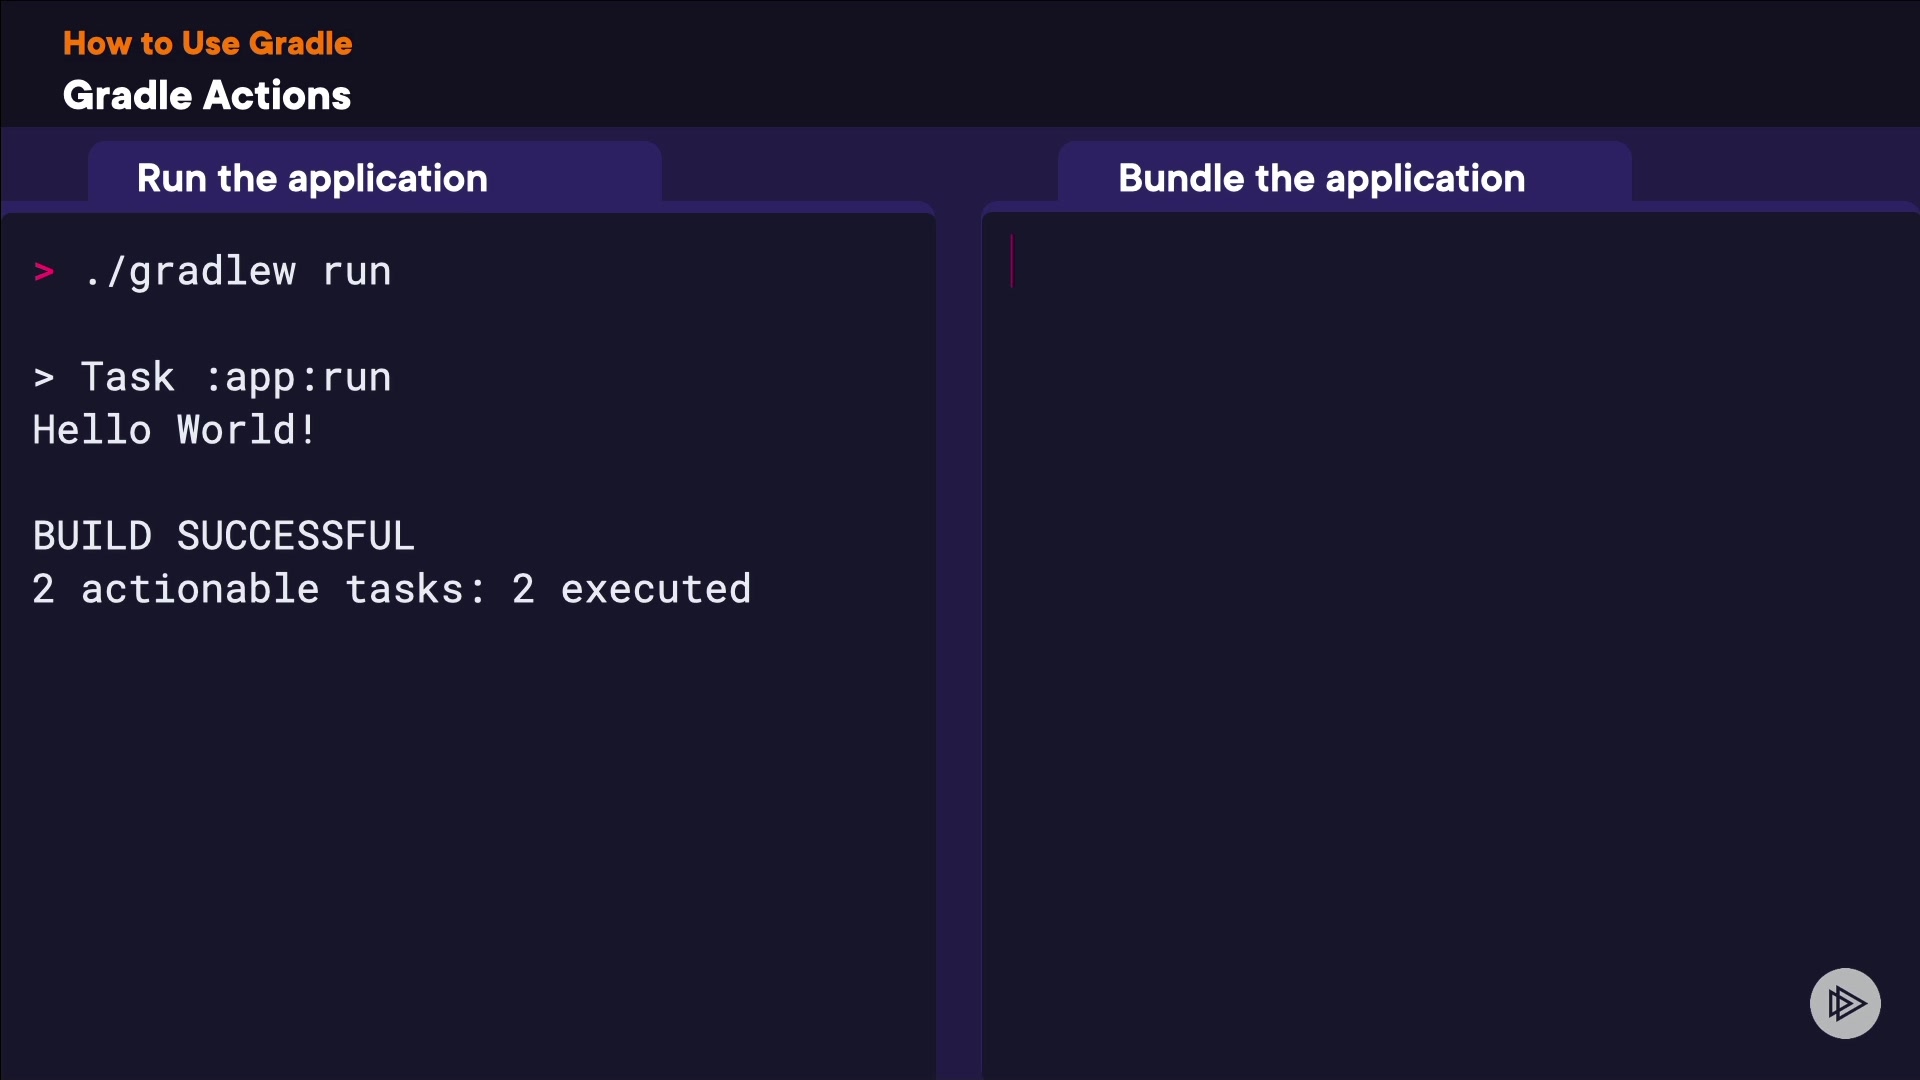 How to Use Gradle
Gradle Actions
Run the application
> ./gradlew run
> Task :app:run
Hello World!
BUILD SUCCESSFUL
2 actionable tasks: 2 executed
Bundle the application